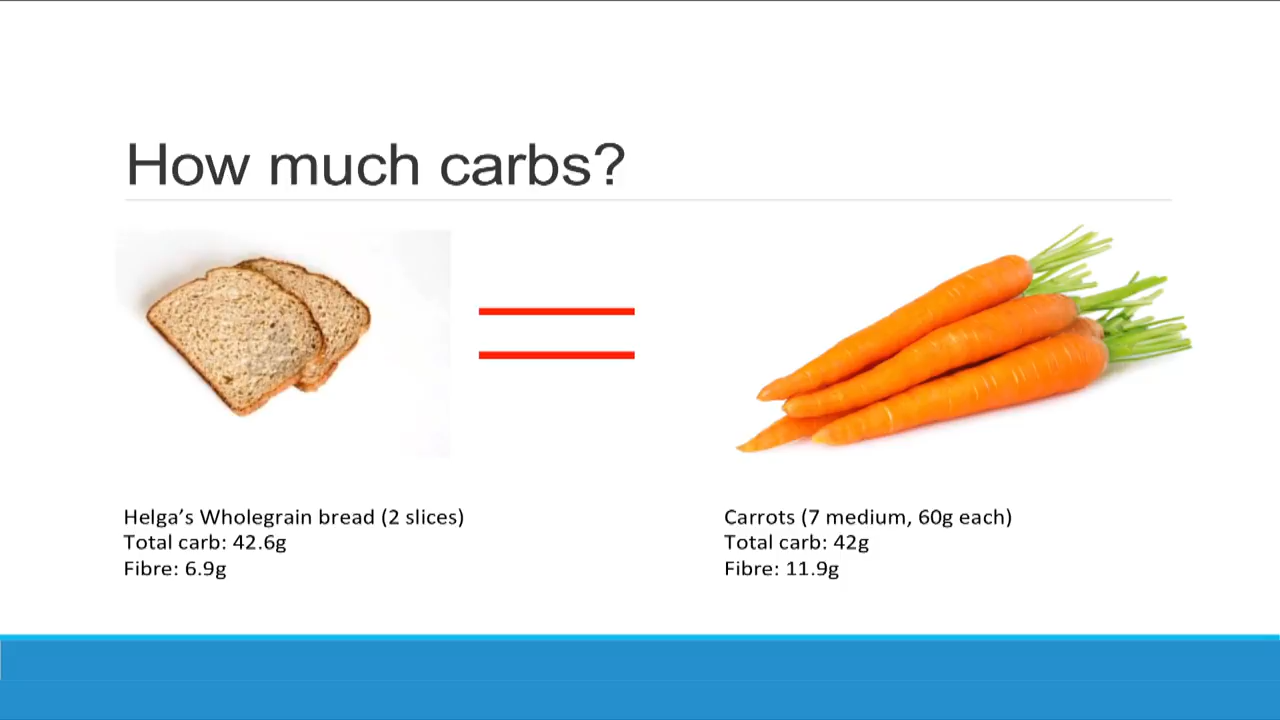 How much carbs?
Helga’s Wholegrain bread (2 slices)
Total carb: 42.6g
Fibre: 6.9g
Carrots (7 medium, 60g each)
Total carb: 42g
Fibre: 11.9g